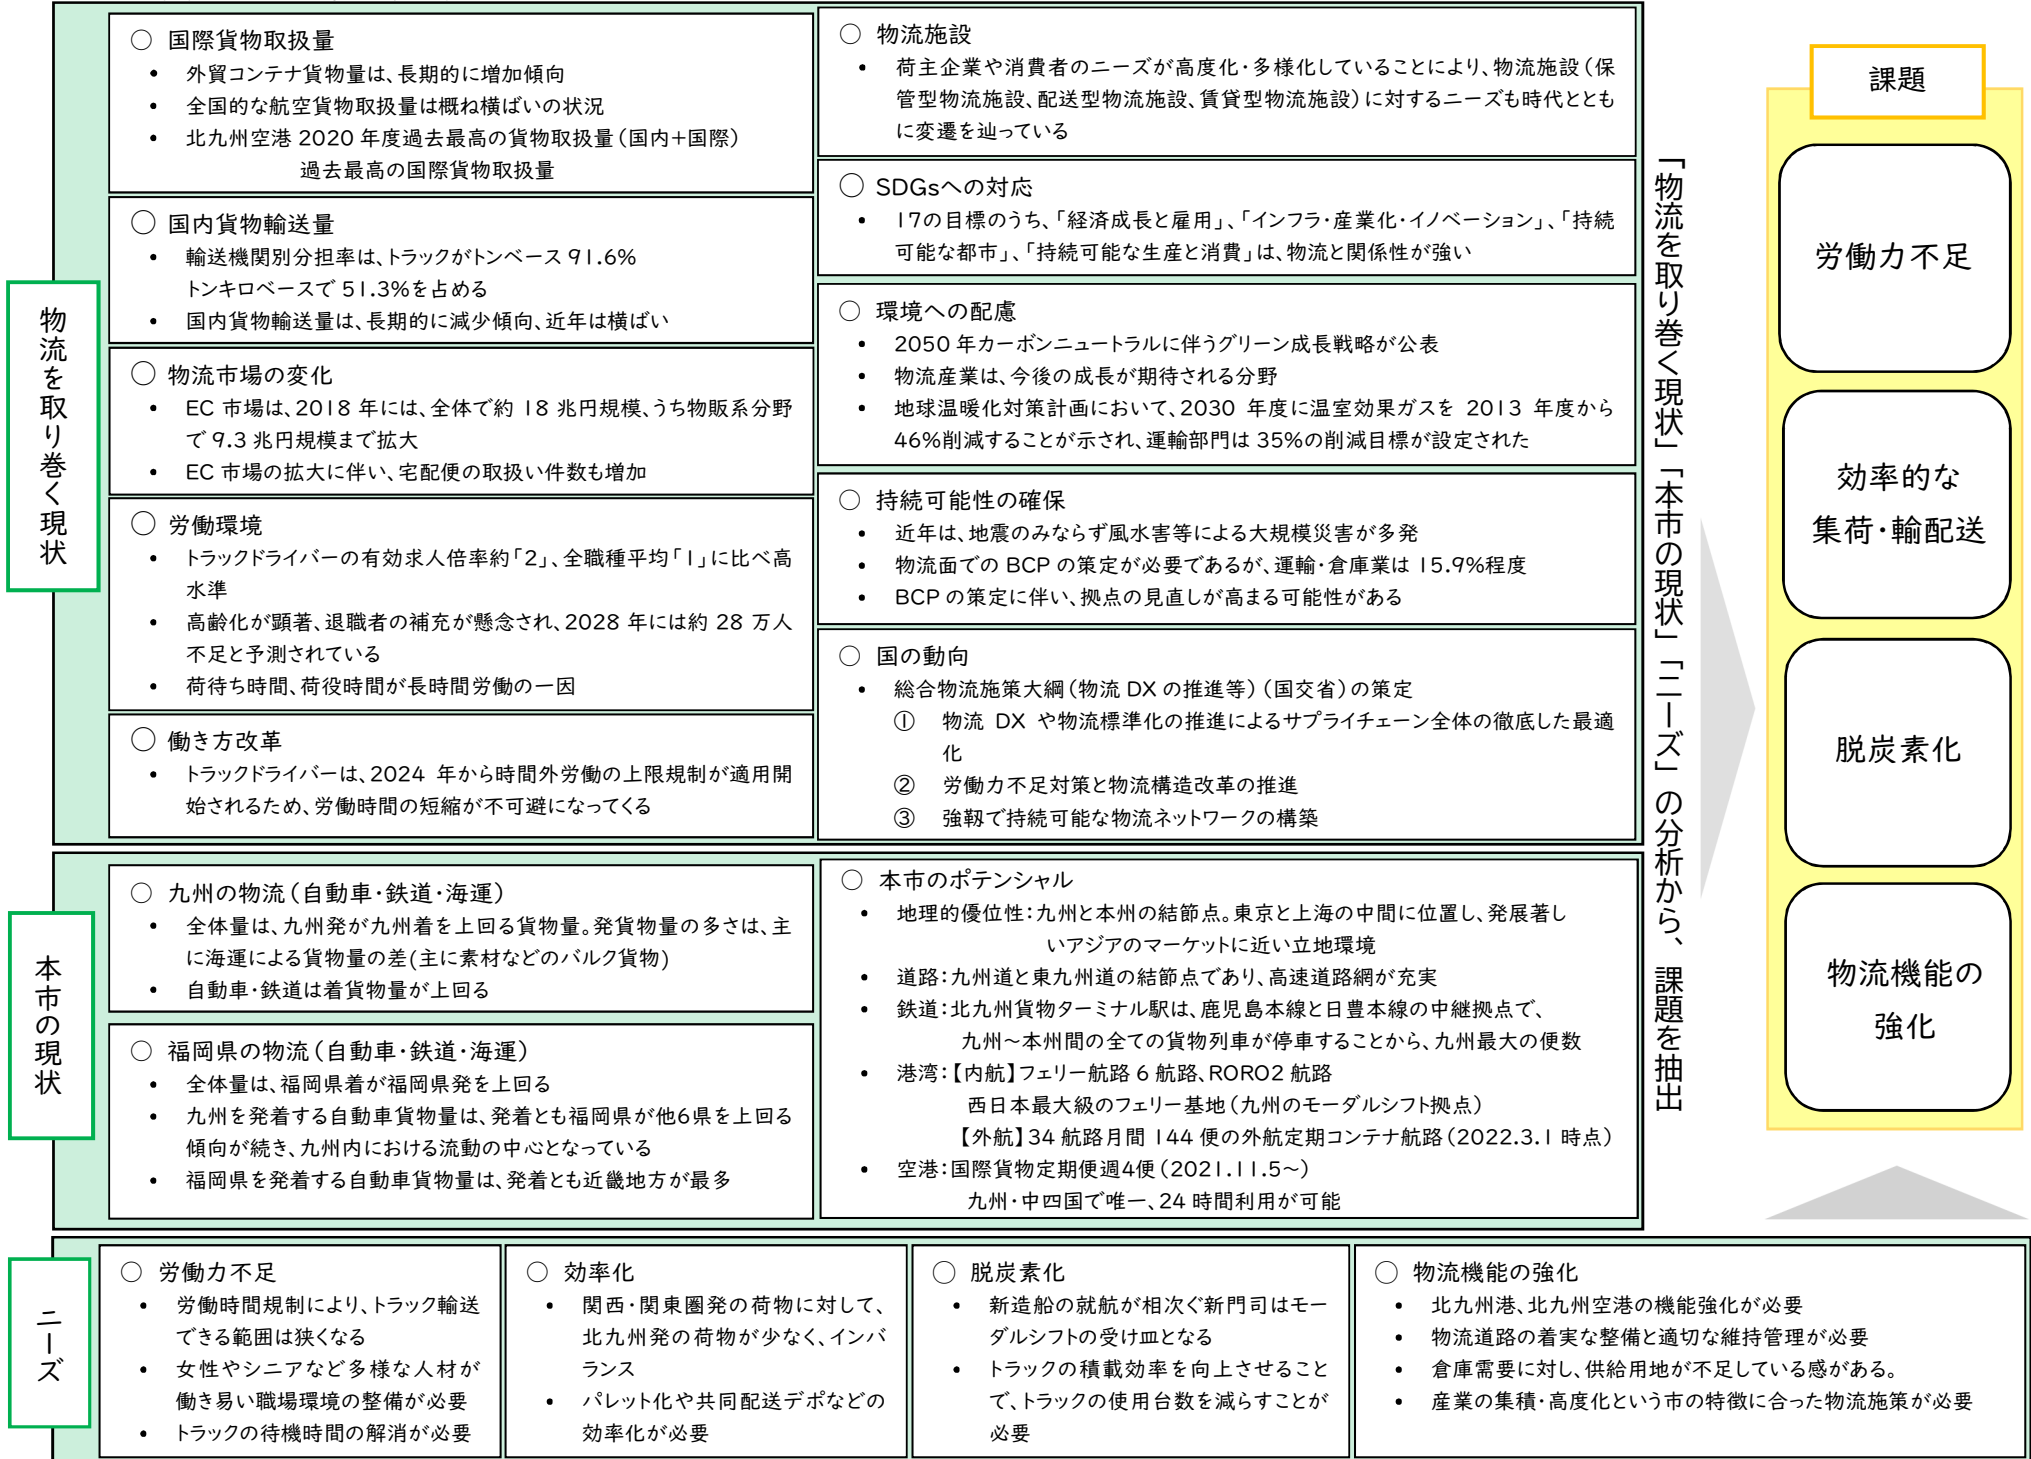 物流を取り巻く現状
○ 国際貨物取扱量
• 外貿コンテナ貨物量は、長期的に増加傾向
• 全国的な航空貨物取扱量は概ね横ばいの状況
• 北九州空港 2020 年度過去最高の貨物取扱量（国内＋国際）
過去最高の国際貨物取扱量
○ 国内貨物輸送量
• 輸送機関別分担率は、トラックがトンベース 91.6%
トンキロベースで 51.3%を占める
• 国内貨物輸送量は、長期的に減少傾向、近年は横ばい
○ 物流市場の変化
• EC 市場は、2018 年には、全体で約 18 兆円規模、うち物販系分野
で 9.3 兆円規模まで拡大
• EC 市場の拡大に伴い、宅配便の取扱い件数も増加
○ 労働環境
• トラックドライバーの有効求人倍率約「2」、全職種平均「1」に比べ高
水準
• 高齢化が顕著、退職者の補充が懸念され、2028 年には約 28 万人
不足と予測されている
• 荷待ち時間、荷役時間が長時間労働の一因
○ 働き方改革
• トラックドライバーは、2024 年から時間外労働の上限規制が適用開
始されるため、労働時間の短縮が不可避になってくる
○ 物流施設
• 荷主企業や消費者のニーズが高度化・多様化していることにより、物流施設（保
管型物流施設、配送型物流施設、賃貸型物流施設）に対するニーズも時代ととも
に変遷を辿っている
○ SDGsへの対応
• 17の目標のうち、「経済成長と雇用」、「インフラ・産業化・イノベーション」、「持続
可能な都市」、「持続可能な生産と消費」は、物流と関係性が強い
○ 環境への配慮
• 2050 年カーボンニュートラルに伴うグリーン成長戦略が公表
• 物流産業は、今後の成長が期待される分野
• 地球温暖化対策計画において、2030 年度に温室効果ガスを 2013 年度から
46%削減することが示され、運輸部門は 35%の削減目標が設定された
○ 持続可能性の確保
• 近年は、地震のみならず風水害等による大規模災害が多発
• 物流面での BCP の策定が必要であるが、運輸・倉庫業は 15.9%程度
• BCP の策定に伴い、拠点の見直しが高まる可能性がある
○ 国の動向
• 総合物流施策大綱（物流 DX の推進等）（国交省）の策定
① 物流 DX や物流標準化の推進によるサプライチェーン全体の徹底した最適
化
② 労働力不足対策と物流構造改革の推進
③ 強靱で持続可能な物流ネットワークの構築
本市の現状
○ 九州の物流（自動車・鉄道・海運）
• 全体量は、九州発が九州着を上回る貨物量。発貨物量の多さは、主
に海運による貨物量の差(主に素材などのバルク貨物)
• 自動車・鉄道は着貨物量が上回る
○ 福岡県の物流（自動車・鉄道・海運）
• 全体量は、福岡県着が福岡県発を上回る
• 九州を発着する自動車貨物量は、発着とも福岡県が他6県を上回る
傾向が続き、九州内における流動の中心となっている
• 福岡県を発着する自動車貨物量は、発着とも近畿地方が最多
○ 本市のポテンシャル
• 地理的優位性：九州と本州の結節点。東京と上海の中間に位置し、発展著し
いアジアのマーケットに近い立地環境
• 道路：九州道と東九州道の結節点であり、高速道路網が充実
• 鉄道：北九州貨物ターミナル駅は、鹿児島本線と日豊本線の中継拠点で、
九州～本州間の全ての貨物列車が停車することから、九州最大の便数
• 港湾：【内航】フェリー航路 6 航路、RORO2 航路
西日本最大級のフェリー基地（九州のモーダルシフト拠点）
【外航】34 航路月間 144 便の外航定期コンテナ航路（2022.3.1 時点）
• 空港：国際貨物定期便週4便（2021.11.5～）
九州・中四国で唯一、24 時間利用が可能
ニーズ
○ 労働力不足
• 労働時間規制により、トラック輸送
できる範囲は狭くなる
• 女性やシニアなど多様な人材が
働き易い職場環境の整備が必要
• トラックの待機時間の解消が必要
○ 効率化
• 関西・関東圏発の荷物に対して、
北九州発の荷物が少なく、インバ
ランス
• パレット化や共同配送デポなどの
効率化が必要
○ 脱炭素化
• 新造船の就航が相次ぐ新門司はモー
ダルシフトの受け皿となる
• トラックの積載効率を向上させること
で、トラックの使用台数を減らすことが
必要
○ 物流機能の強化
• 北九州港、北九州空港の機能強化が必要
• 物流道路の着実な整備と適切な維持管理が必要
• 倉庫需要に対し、供給用地が不足している感がある。
• 産業の集積・高度化という市の特徴に合った物流施策が必要
「物流を取り巻く現状」「本市の現状」「ニーズ」の分析から、課題を抽出
課題
労働力不足
効率的な
集荷・輸配送
脱炭素化
物流機能の
強化